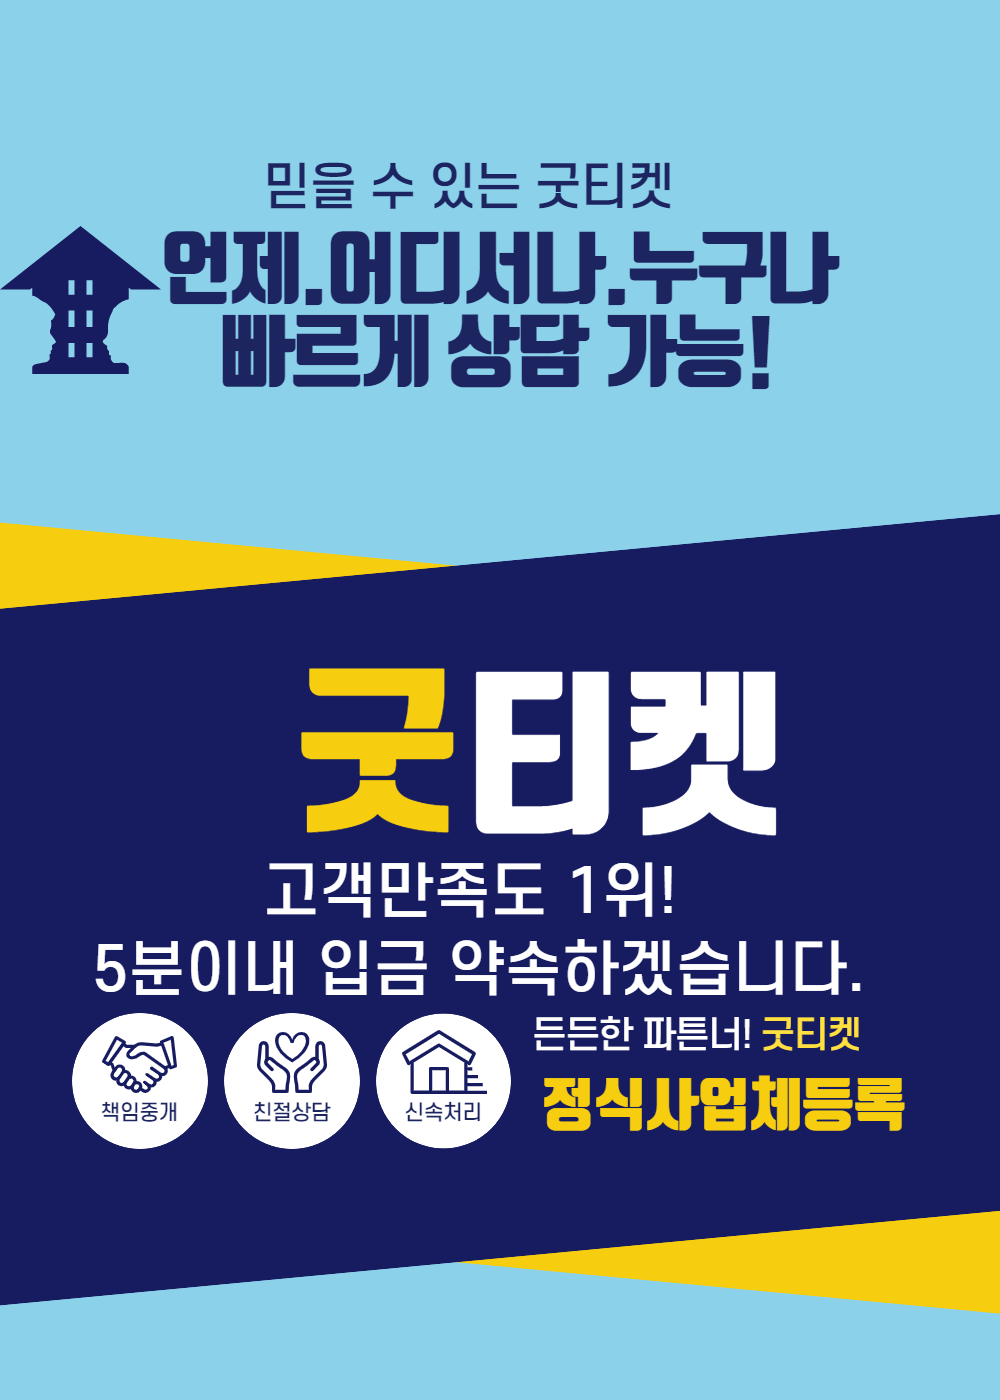 믿을 수 있는 굿티켓
언제.어디서나.누구나
빠르게 상담 가능!
굿티켓
고객만족도 1위!
5분이내 입금 약속하겠습니다.
책임중개
친절상담
신속처리
든든한 파트너! 굿티켓
정식사업체등록